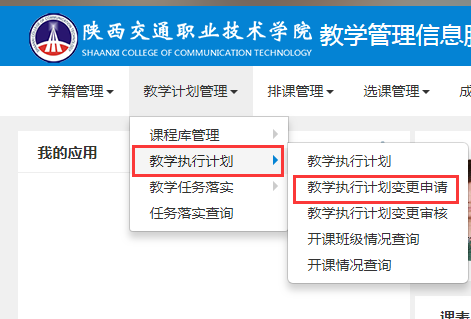 陕西交通职业技术学院 教学管理信息
SHAANXI COLLEGE OF COMMUNICATION TECHNOLOGY
学籍管理 教学计划管理 排课管理 选课管理
课程库管理
我的应用
教学执行计划 教学执行计划
教学任务落实 教学执行计划变更申请
任务落实查询 教学执行计划变更审核
开课班级情况查询
开课情况查询
课表